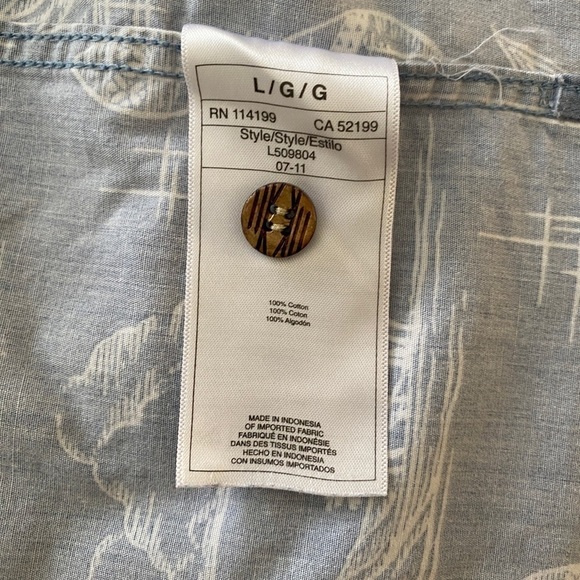 L/G/G
RN 114199 CA 52199
Style/Style/Estilo
L509804
07-11
100% Cotton
100% Coton
100% Algodón
MADE IN INDONESIA
OF IMPORTED FABRIC
FABRIQUÉ EN INDONÉSIE
DANS DES TISSUS IMPORTÉS
HECHO EN INDONESIA
CON INSUMOS IMPORTADOS